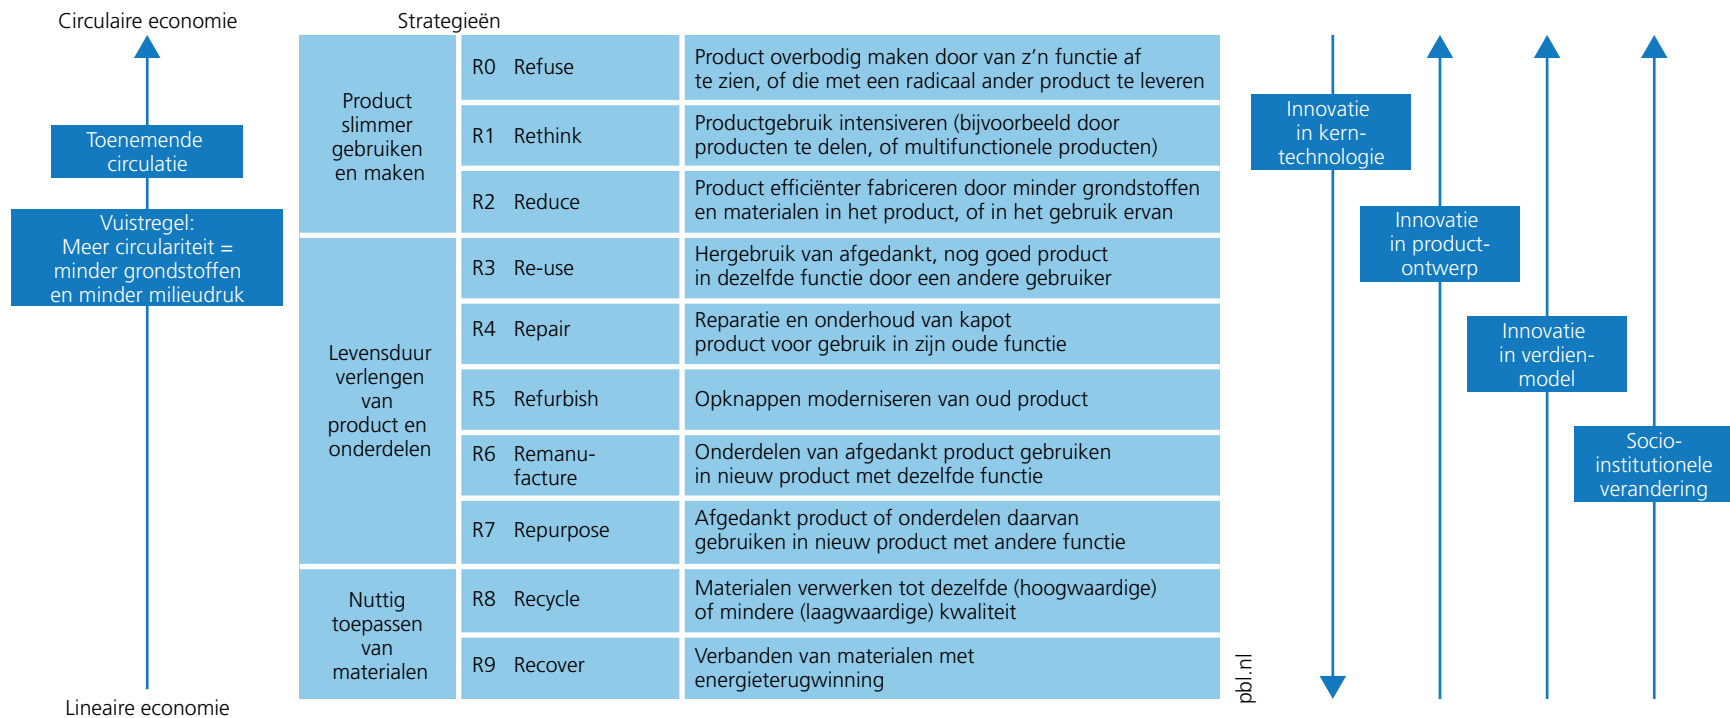 Circulaire economie
Toenemende
circulatie
Vuistregel:
Meer circulariteit =
minder grondstoffen
en minder milieudruk
Lineaire economie
Strategieën
Product
slimmer
gebruiken
en maken
R0 Refuse
Product overbodig maken door van z’n functie af
te zien, of die met een radicaal ander product te leveren
R1 Rethink
Productgebruik intensiveren (bijvoorbeeld door
producten te delen, of multifunctionele producten)
R2 Reduce
Product efficiënter fabriceren door minder grondstoffen
en materialen in het product, of in het gebruik ervan
Levensduur
verlengen
van
product en
onderdelen
R3 Re-use
Hergebruik van afgedankt, nog goed product
in dezelfde functie door een andere gebruiker
R4 Repair
Reparatie en onderhoud van kapot
product voor gebruik in zijn oude functie
R5 Refurbish
Opknappen moderniseren van oud product
R6 Remanu-
facture
Onderdelen van afgedankt product gebruiken
in nieuw product met dezelfde functie
R7 Repurpose
Afgedankt product of onderdelen daarvan
gebruiken in nieuw product met andere functie
Nuttig
toepassen
van
materialen
R8 Recycle
Materialen verwerken tot dezelfde (hoogwaardige)
of mindere (laagwaardige) kwaliteit
R9 Recover
Verbanden van materialen met
energieterugwinning
pbl.nl
Innovatie
in kern-
technologie
Innovatie
in product-
ontwerp
Innovatie
in verdien-
model
Socio-
institutionele
verandering